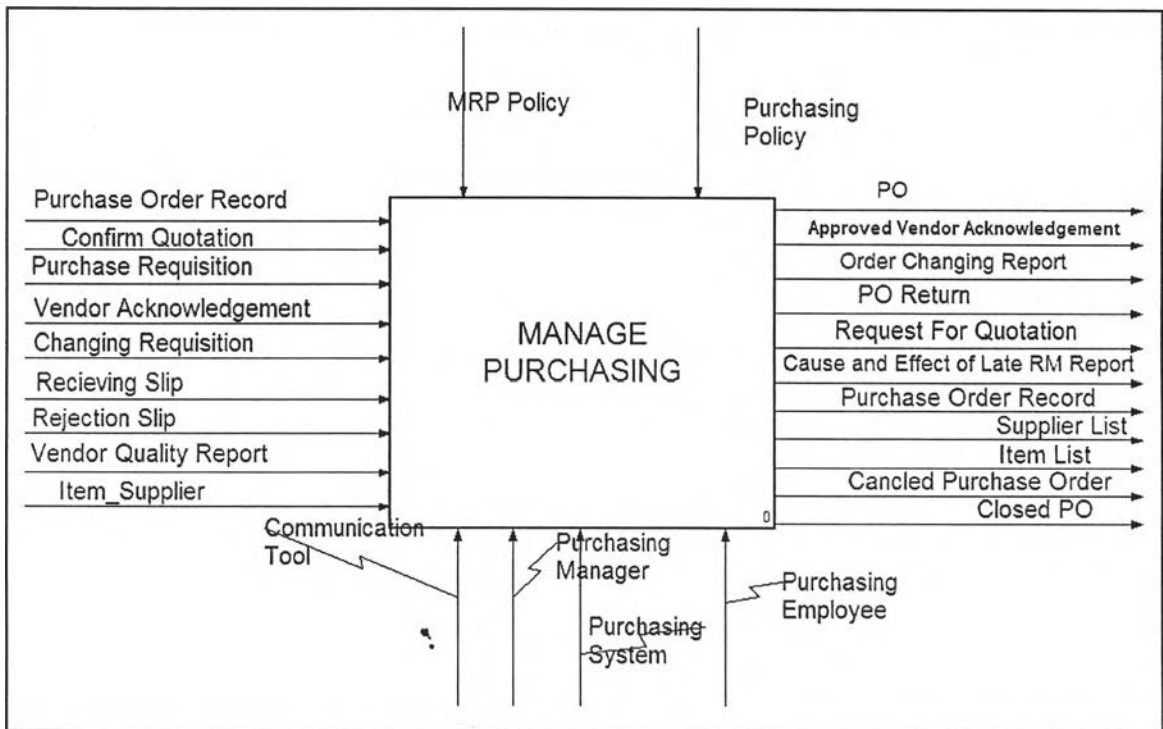 MRP Policy
Purchasing
Policy
Purchase Order Record
Confirm Quotation
Purchase Requisition
Vendor Acknowledgement
Changing Requisition
Recieving Slip
Rejection Slip
Vendor Quality Report
Item_Supplier
MANAGE
PURCHASING
0
PO
Approved Vendor Acknowledgement
Order Changing Report
PO Return
Request For Quotation
Cause and Effect of Late RM Report
Purchase Order Record
Supplier List
Item List
Cancled Purchase Order
Closed PO
Communication
Tool
Purchasing
Manager
Purchasing
System
Purchasing
Employee